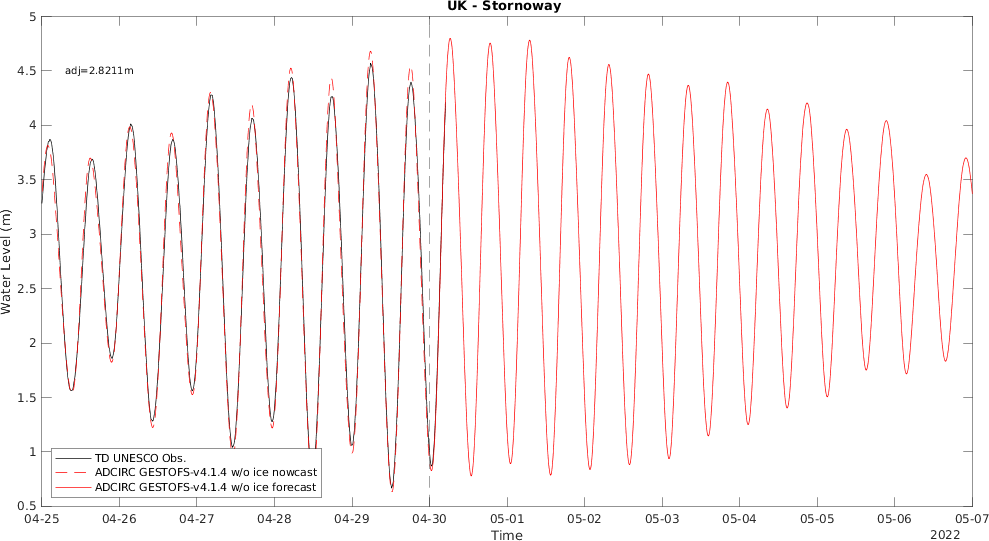 UK - Stornoway
5
4.5
4
3.5
3
2.5
2
1.5
1
0.5
Water Level (m)
adj=2.8211m
TD UNESCO Obs.
ADCIRC GESTOFS-v4.1.4 w/o ice nowcast
ADCIRC GESTOFS-v4.1.4 w/o ice forecast
04-25 04-26 04-27 04-28 04-29 04-30 05-01 05-02 05-03 05-04 05-05 05-06 05-07
Time
2022